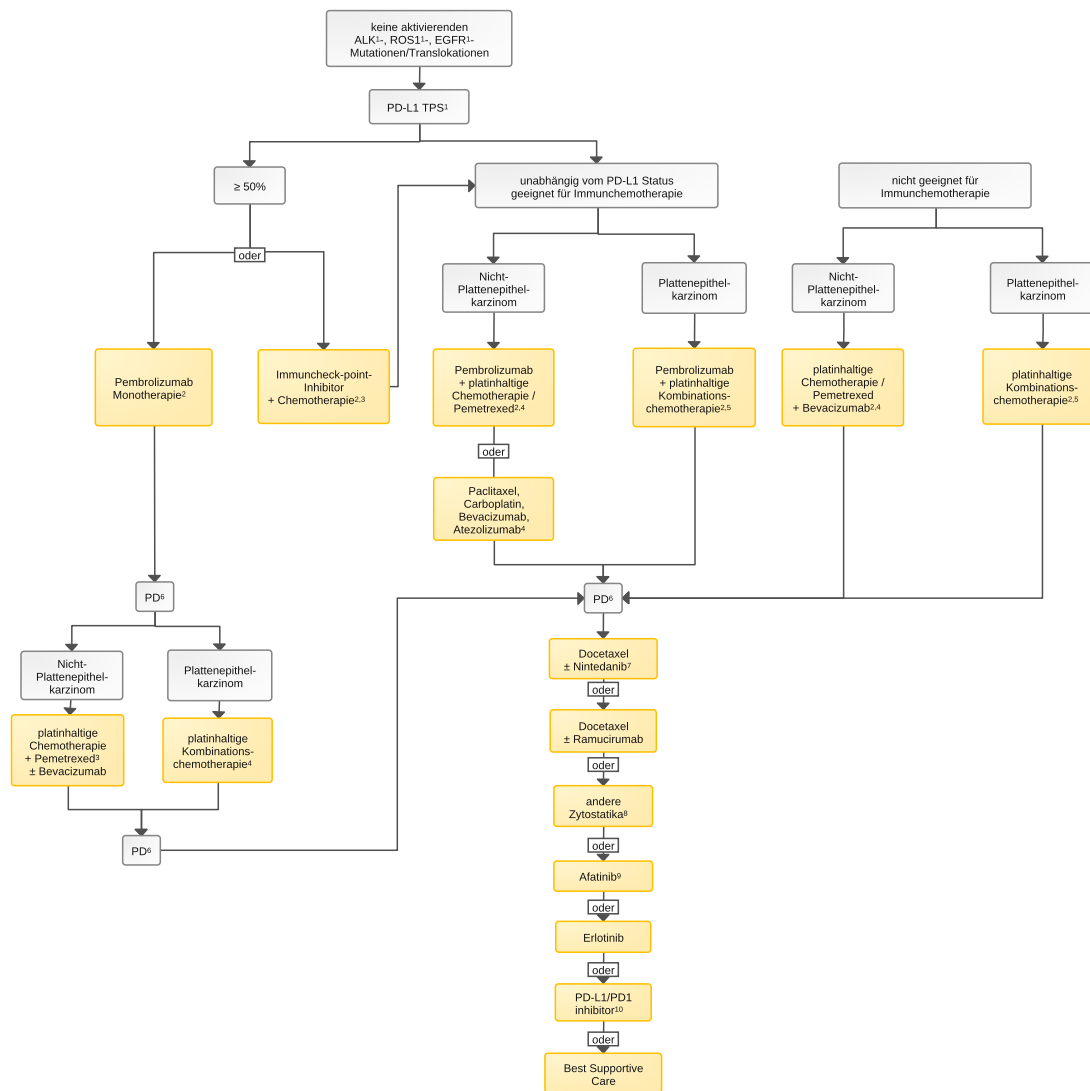 keine aktivierenden
ALK¹-, ROS1¹-, EGFR¹-
Mutationen/Translokationen
PD-L1 TPS¹
≥ 50%
unabhängig vom PD-L1 Status
geeignet für Immunchemotherapie
nicht geeignet für
Immunchemotherapie
oder
Nicht-
Plattenepithel-
karzinom
Plattenepithel-
karzinom
Nicht-
Plattenepithel-
karzinom
Plattenepithel-
karzinom
Pembrolizumab
Monotherapie²
Immuncheck-point-
Inhibitor
+ Chemotherapie²,³
Pembrolizumab
+ platinhaltige
Chemotherapie /
Pemetrexed²,⁴
Pembrolizumab
+ platinhaltige
Kombinations-
chemotherapie²,⁵
platinhaltige
Chemotherapie /
Pemetrexed
+ Bevacizumab²,⁴
platinhaltige
Kombinations-
chemotherapie²,⁵
oder
Paclitaxel,
Carboplatin,
Bevacizumab,
Atezolizumab⁴
PD⁶
PD⁶
Nicht-
Plattenepithel-
karzinom
Plattenepithel-
karzinom
platinhaltige
Chemotherapie
+ Pemetrexed³
± Bevacizumab
platinhaltige
Kombinations-
chemotherapie⁴
PD⁶
Docetaxel
± Nintedanib⁷
oder
Docetaxel
± Ramucirumab
oder
andere
Zytostatika⁸
oder
Afatinib⁹
oder
Erlotinib
oder
PD-L1/PD1
inhibitor¹⁰
oder
Best Supportive
Care